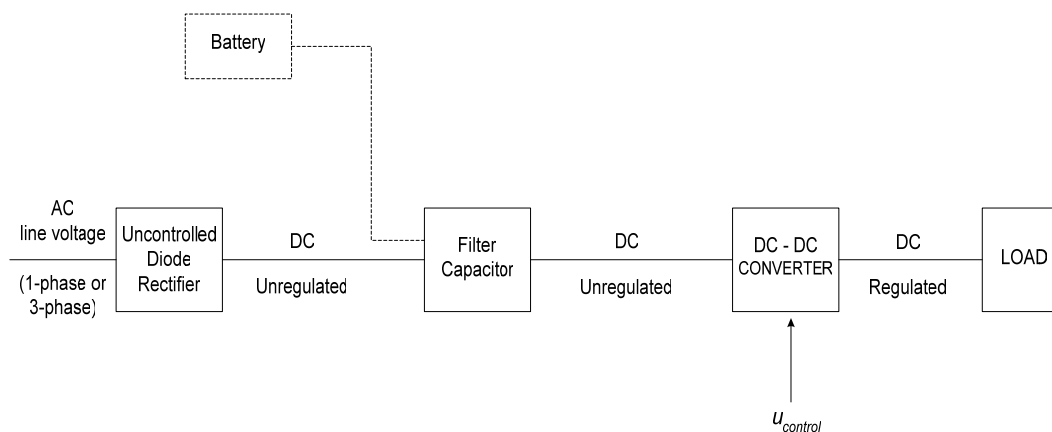 Battery
AC
line voltage
(1-phase or
3-phase)
Uncontrolled
Diode
Rectifier
DC
Unregulated
Filter
Capacitor
DC
Unregulated
DC - DC
CONVERTER
DC
Regulated
LOAD
u_control